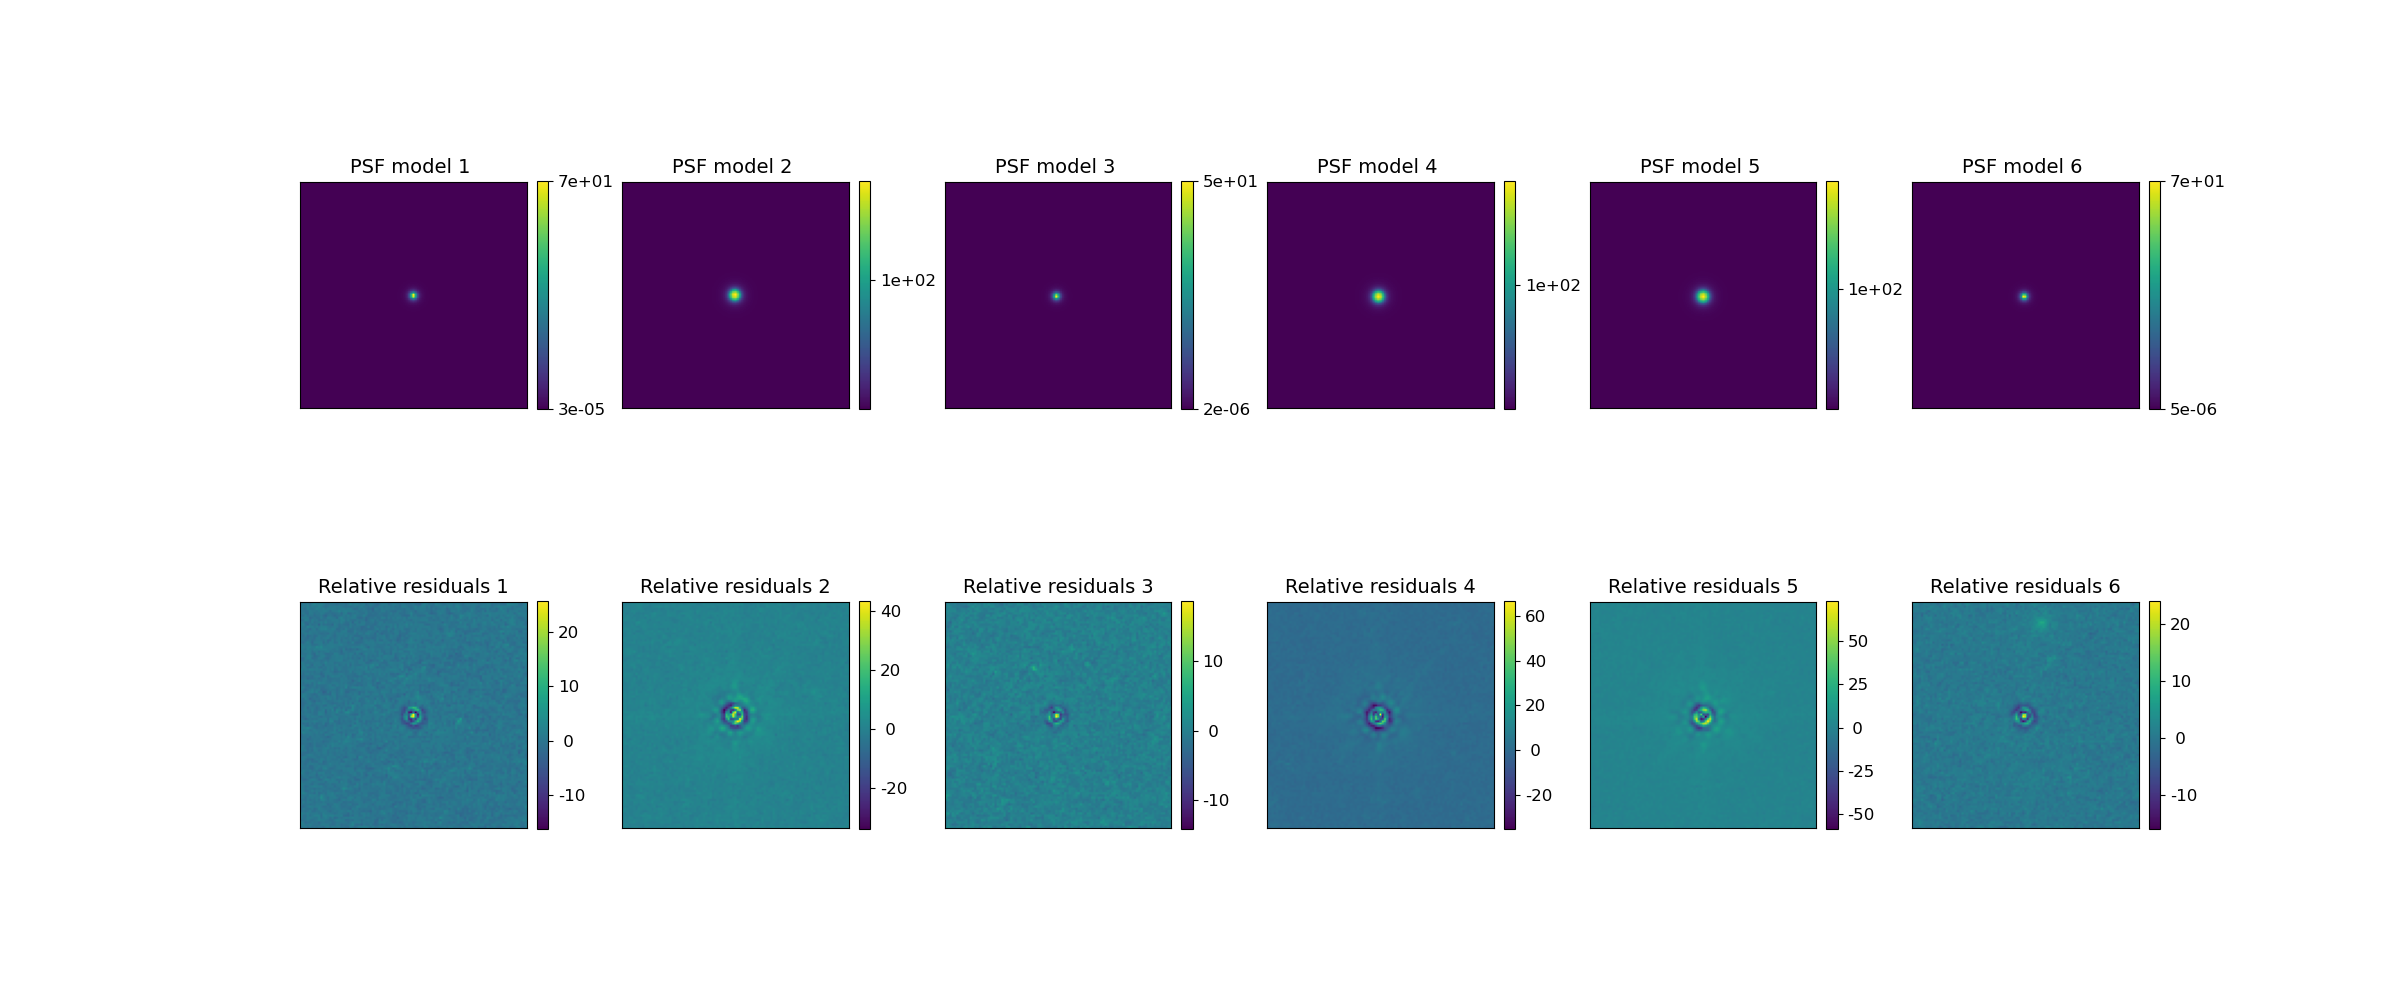 PSF model 1
7e+01
3e-05
PSF model 2
1e+02
PSF model 3
5e+01
2e-06
PSF model 4
1e+02
PSF model 5
1e+02
PSF model 6
7e+01
5e-06
Relative residuals 1
20
10
0
-10
Relative residuals 2
40
20
0
-20
Relative residuals 3
10
0
-10
Relative residuals 4
60
40
20
0
-20
Relative residuals 5
50
25
0
-25
-50
Relative residuals 6
20
10
0
-10